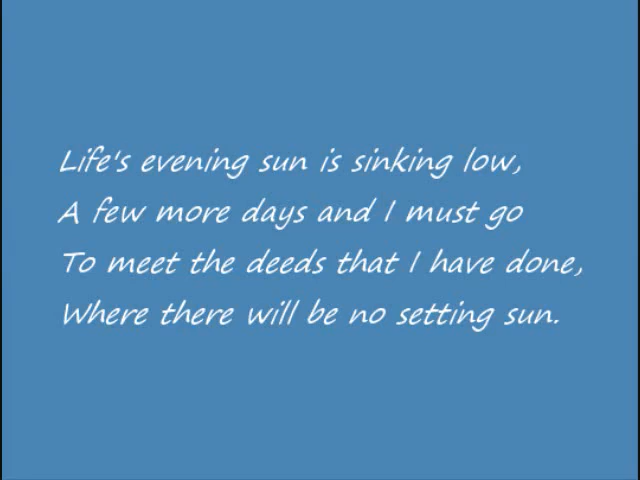 Life's evening sun is sinking low,
A few more days and I must go
To meet the deeds that I have done,
Where there will be no setting sun.